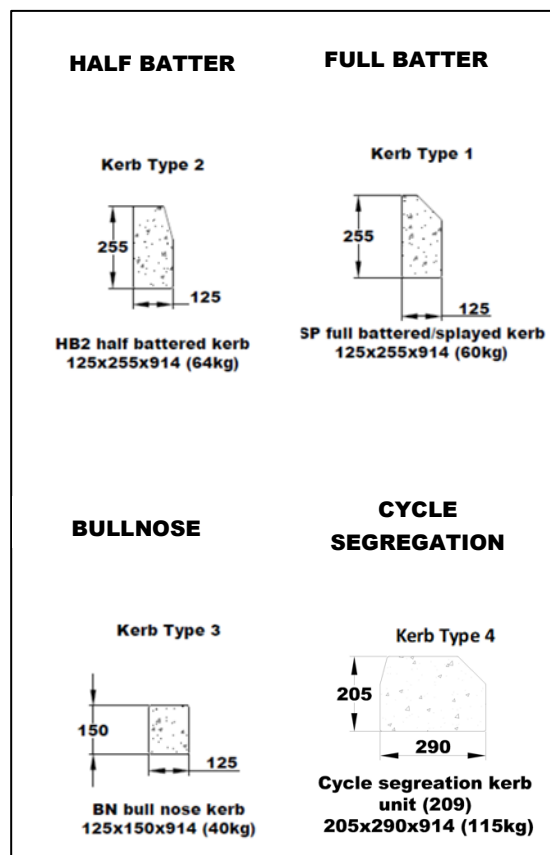 HALF BATTER
FULL BATTER
Kerb Type 2
255
125
HB2 half battered kerb
125x255x914 (64kg)
Kerb Type 1
255
125
SP full battered/splayed kerb
125x255x914 (60kg)
BULLNOSE
CYCLE
SEGREGATION
Kerb Type 3
150
125
BN bull nose kerb
125x150x914 (40kg)
Kerb Type 4
205
290
Cycle segreation kerb
unit (209)
205x290x914 (115kg)